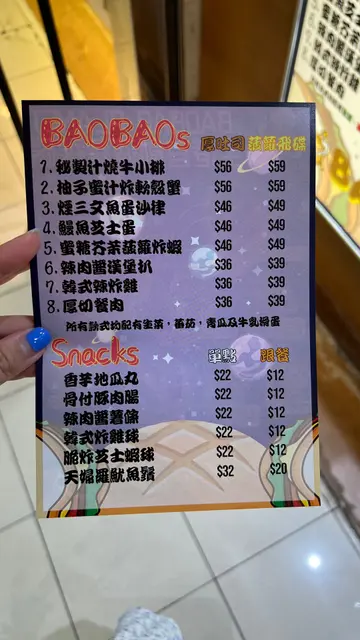 BAOBAOs 厚吐司 菠蘿飛碟
1. 秘製汁燒牛小排 $56 $59
2. 柚子蜜汁炸軟殼蟹 $56 $59
3. 煙三文魚蛋沙律 $46 $49
4. 鰻魚芝士蛋 $46 $49
5. 蜜糖芥茉菠蘿炸蝦 $46 $49
6. 辣肉醬漢堡扒 $36 $39
7. 韓式辣炸雞 $36 $39
8. 厚切餐肉 $36 $39
所有款式均配有生菜，蕃茄，青瓜及牛乳滑蛋
Snacks 單點 跟餐
香芋地瓜丸 $22 $12
骨付豚肉腸 $22 $12
辣肉醬薯條 $22 $12
韓式炸雞球 $22 $12
脆炸芝士蝦球 $22 $12
天婦羅魷魚鬚 $32 $20